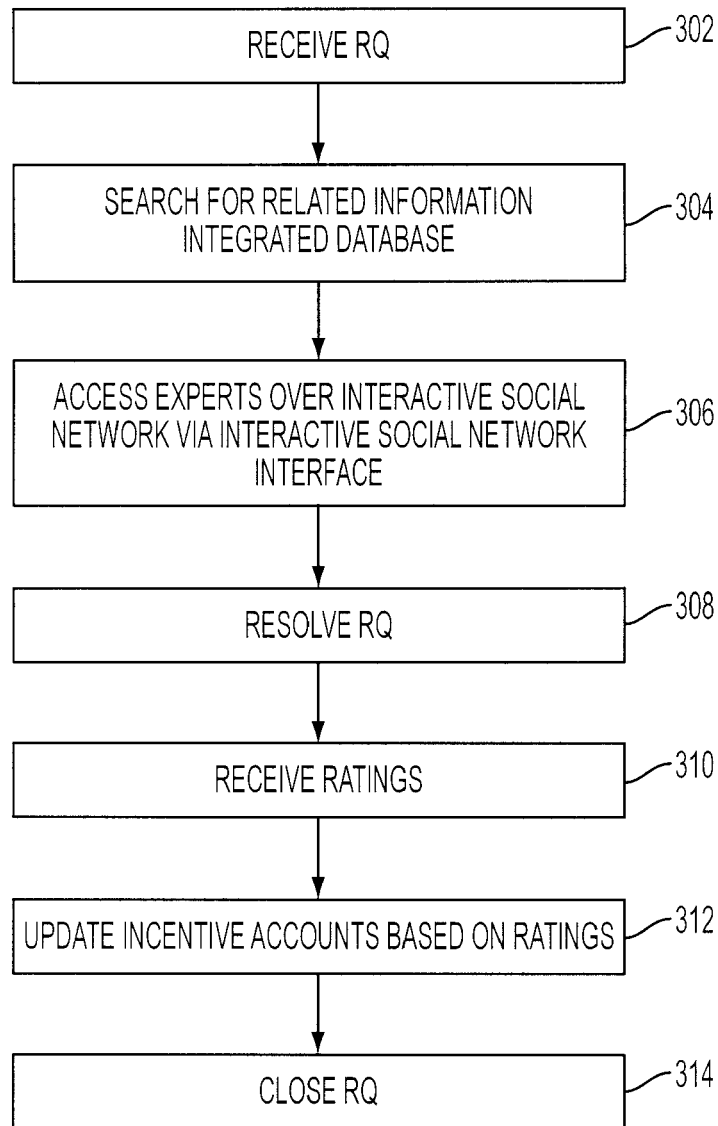 RECEIVE RQ
302
SEARCH FOR RELATED INFORMATION
INTEGRATED DATABASE
304
ACCESS EXPERTS OVER INTERACTIVE SOCIAL
NETWORK VIA INTERACTIVE SOCIAL NETWORK
INTERFACE
306
RESOLVE RQ
308
RECEIVE RATINGS
310
UPDATE INCENTIVE ACCOUNTS BASED ON RATINGS
312
CLOSE RQ
314